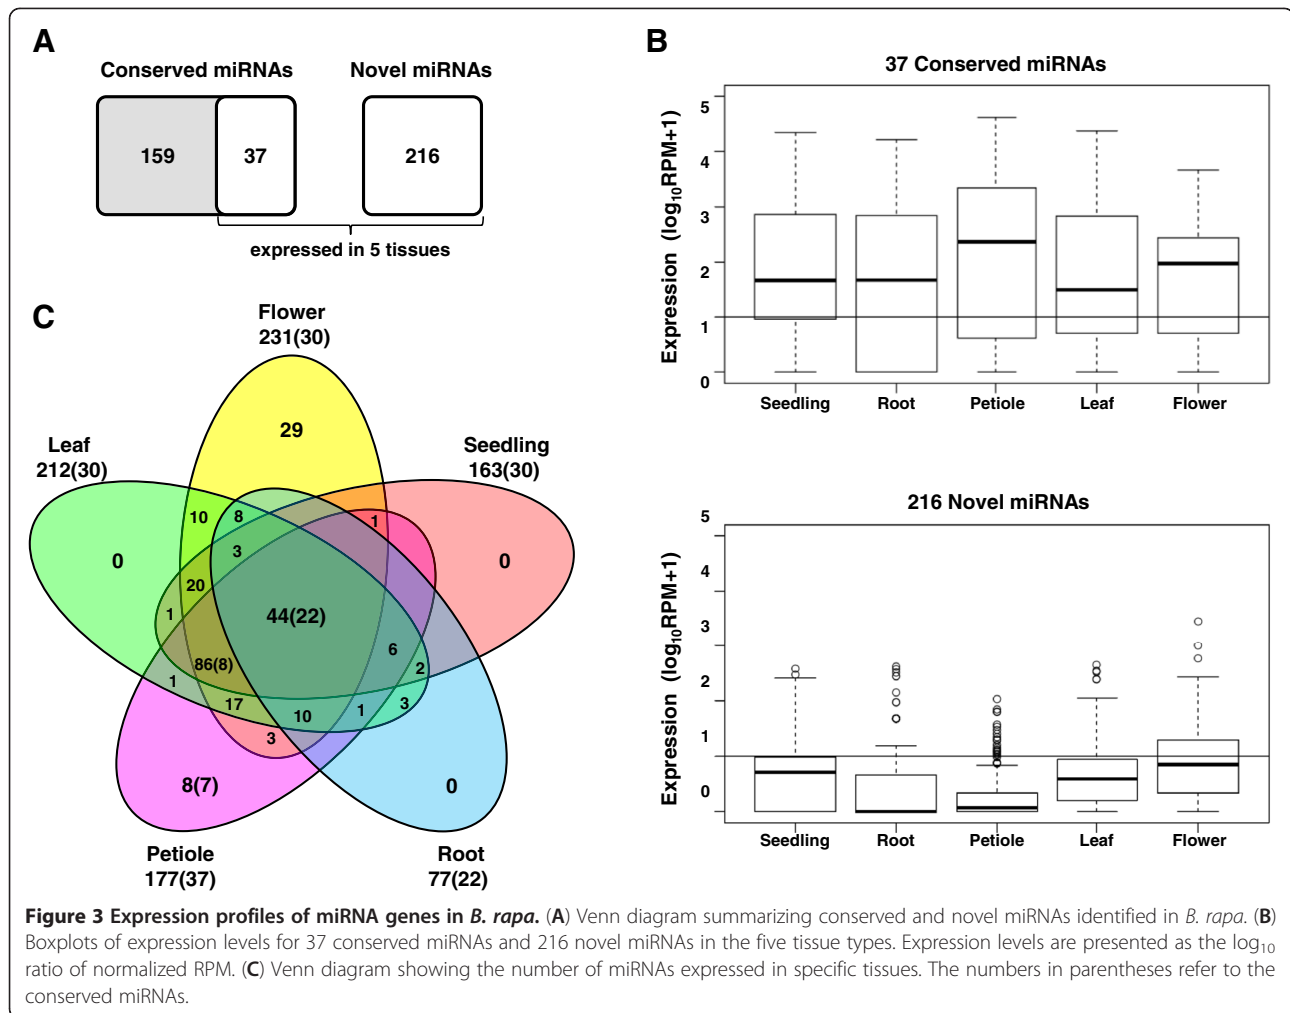 A
Conserved miRNAs
Novel miRNAs
159
37
216
expressed in 5 tissues
B
37 Conserved miRNAs
Expression (log10RPM+1)
5
4
3
2
1
0
Seedling
Root
Petiole
Leaf
Flower
216 Novel miRNAs
Expression (log10RPM+1)
5
4
3
2
1
0
Seedling
Root
Petiole
Leaf
Flower
C
Flower
231(30)
Leaf
212(30)
Seedling
163(30)
29
10
8
1
3
0
0
20
1
44(22)
6
86(8)
2
1
17
10
1
3
3
8(7)
0
Petiole
177(37)
Root
77(22)
Figure 3 Expression profiles of miRNA genes in B. rapa. (A) Venn diagram summarizing conserved and novel miRNAs identified in B. rapa. (B)
Boxplots of expression levels for 37 conserved miRNAs and 216 novel miRNAs in the five tissue types. Expression levels are presented as the log10
ratio of normalized RPM. (C) Venn diagram showing the number of miRNAs expressed in specific tissues. The numbers in parentheses refer to the
conserved miRNAs.